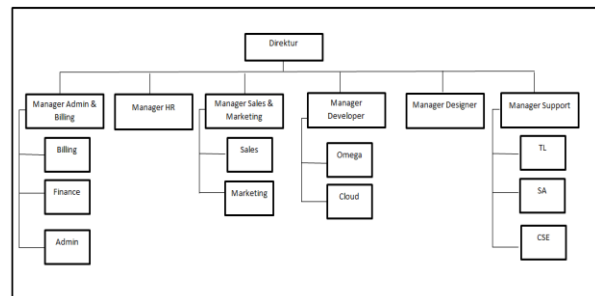 Direktur
Manager Admin &
Billing
Manager HR
Manager Sales &
Marketing
Manager
Developer
Manager Designer
Manager Support
Billing
Finance
Admin
Sales
Marketing
Omega
Cloud
TL
SA
CSE